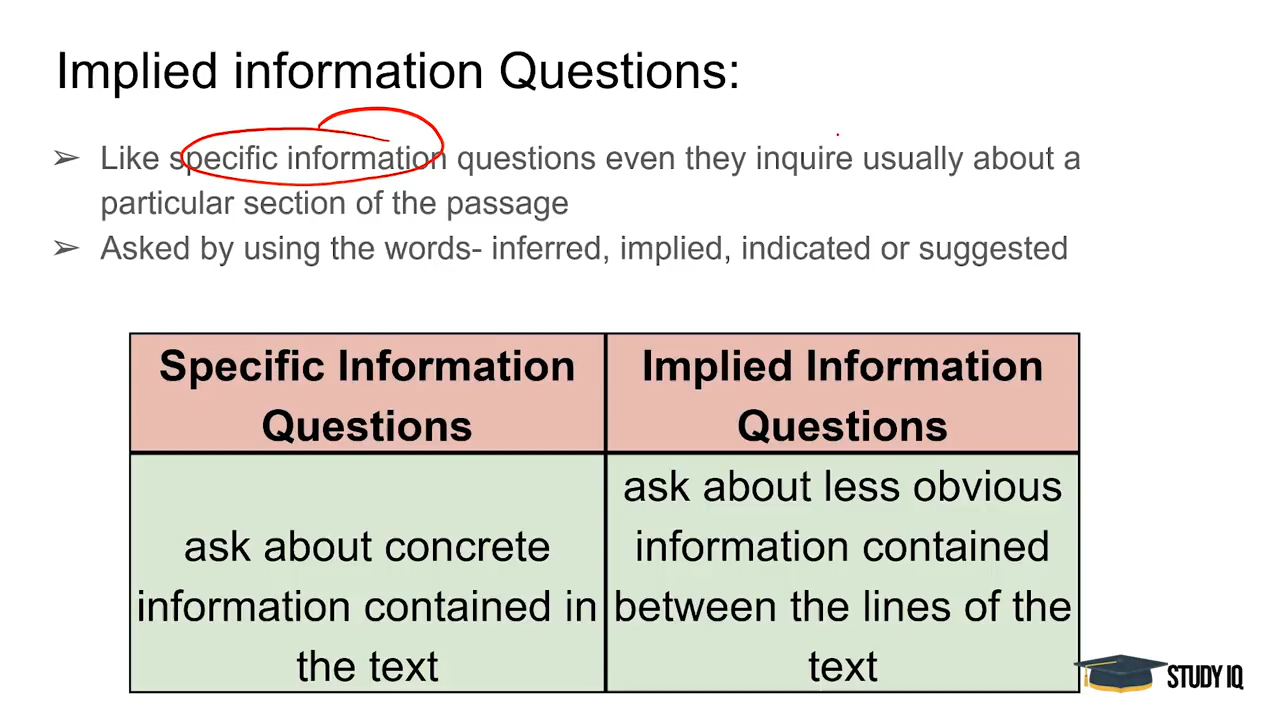 Implied information Questions:
➢ Like specific information questions even they inquire usually about a
particular section of the passage
➢ Asked by using the words- inferred, implied, indicated or suggested
Specific Information
Questions
Implied Information
Questions
ask about concrete
information contained in
the text
ask about less obvious
information contained
between the lines of the
text
STUDY IQ